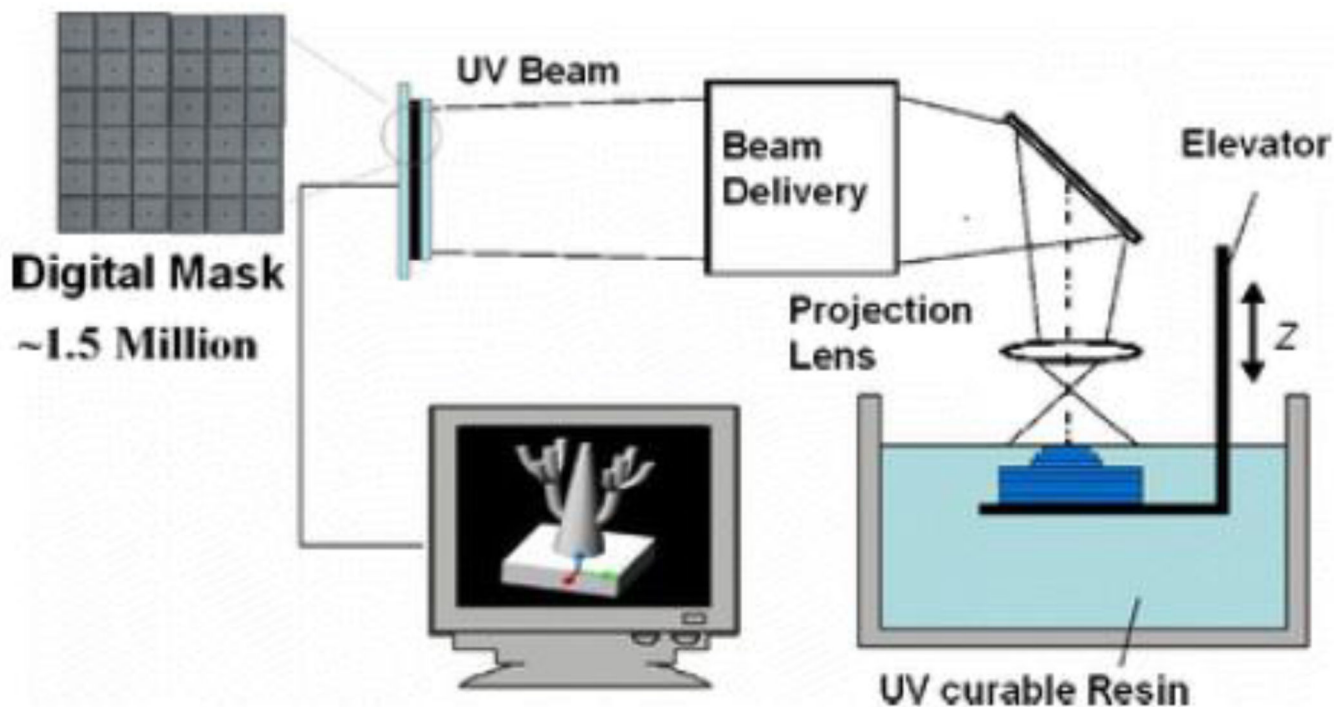 UV Beam
Beam
Delivery
Elevator
Digital Mask
~1.5 Million
Projection
Lens
Z
UV curable Resin